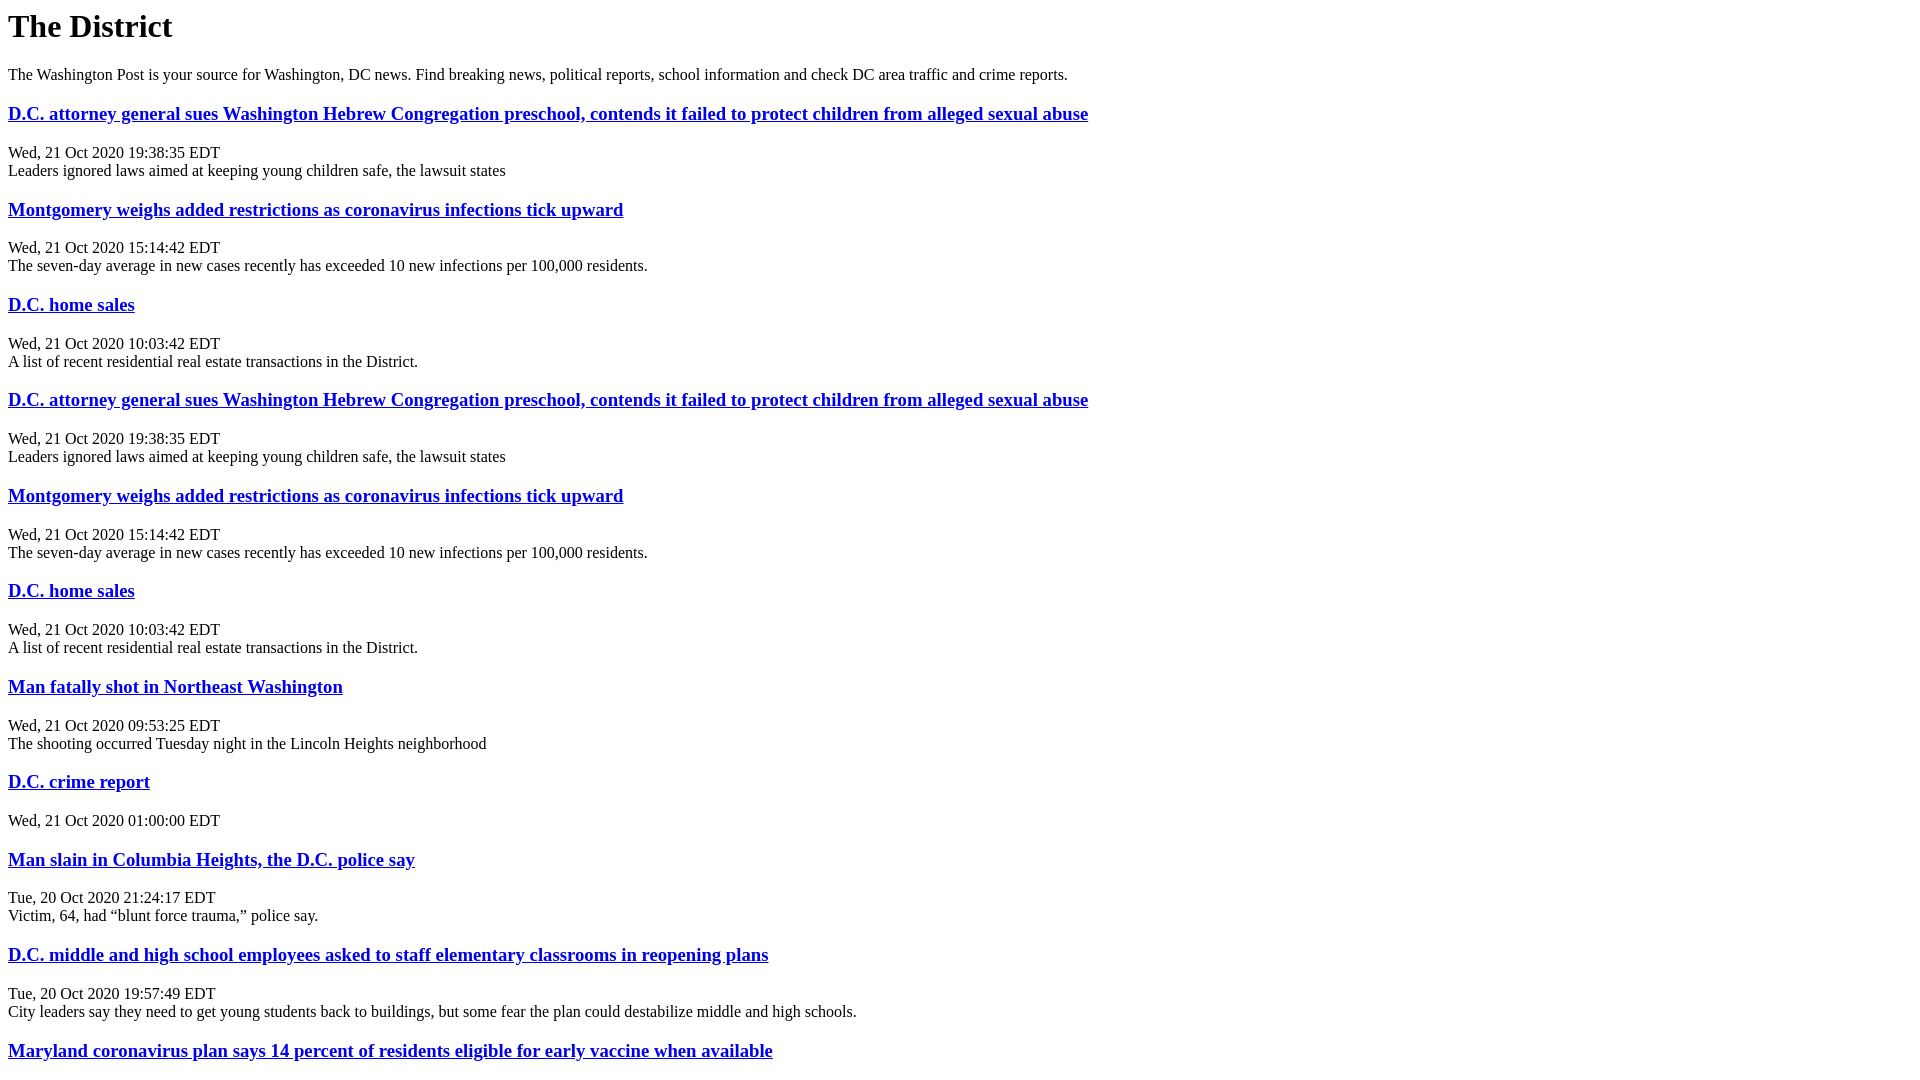 The District
The Washington Post is your source for Washington, DC news. Find breaking news, political reports, school information and check DC area traffic and crime reports.
D.C. attorney general sues Washington Hebrew Congregation preschool, contends it failed to protect children from alleged sexual abuse
Wed, 21 Oct 2020 19:38:35 EDT
Leaders ignored laws aimed at keeping young children safe, the lawsuit states
Montgomery weighs added restrictions as coronavirus infections tick upward
Wed, 21 Oct 2020 15:14:42 EDT
The seven-day average in new cases recently has exceeded 10 new infections per 100,000 residents.
D.C. home sales
Wed, 21 Oct 2020 10:03:42 EDT
A list of recent residential real estate transactions in the District.
D.C. attorney general sues Washington Hebrew Congregation preschool, contends it failed to protect children from alleged sexual abuse
Wed, 21 Oct 2020 19:38:35 EDT
Leaders ignored laws aimed at keeping young children safe, the lawsuit states
Montgomery weighs added restrictions as coronavirus infections tick upward
Wed, 21 Oct 2020 15:14:42 EDT
The seven-day average in new cases recently has exceeded 10 new infections per 100,000 residents.
D.C. home sales
Wed, 21 Oct 2020 10:03:42 EDT
A list of recent residential real estate transactions in the District.
Man fatally shot in Northeast Washington
Wed, 21 Oct 2020 09:53:25 EDT
The shooting occurred Tuesday night in the Lincoln Heights neighborhood
D.C. crime report
Wed, 21 Oct 2020 01:00:00 EDT
Man slain in Columbia Heights, the D.C. police say
Tue, 20 Oct 2020 21:24:17 EDT
Victim, 64, had “blunt force trauma,” police say.
D.C. middle and high school employees asked to staff elementary classrooms in reopening plans
Tue, 20 Oct 2020 19:57:49 EDT
City leaders say they need to get young students back to buildings, but some fear the plan could destabilize middle and high schools.
Maryland coronavirus plan says 14 percent of residents eligible for early vaccine when available